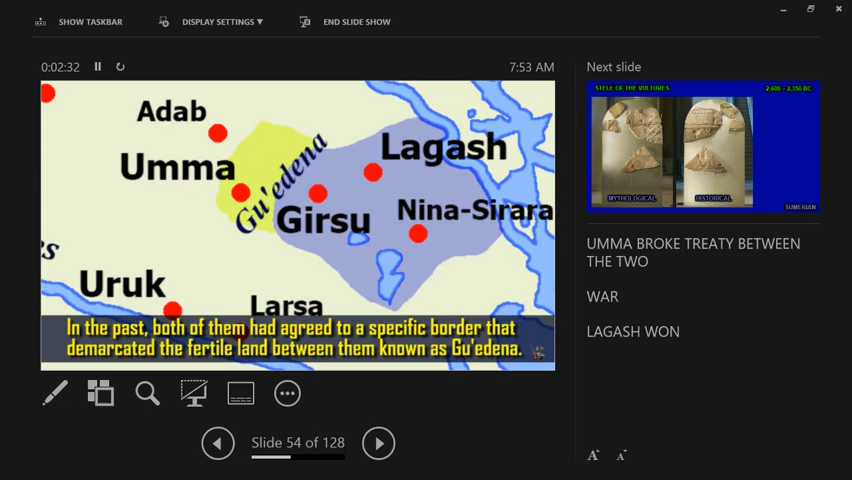 SHOW TASKBAR
DISPLAY SETTINGS ▼
END SLIDE SHOW
0:02:32
7:53 AM
Next slide
Adab
Umma
Gu'edena
Lagash
Girsu
Nina-Sirara
es
Uruk
Larsa
In the past, both of them had agreed to a specific border that
demarcated the fertile land between them known as Gu'edena.
STELE OF THE VULTURES
2,600 – 2,350 BC
MYTHOLOGICAL
HISTORICAL
SUMERIAN
UMMA BROKE TREATY BETWEEN
THE TWO
WAR
LAGASH WON
Slide 54 of 128
A
A